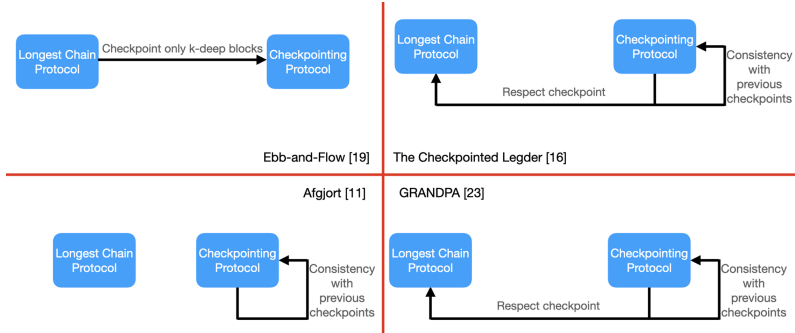 Longest Chain
Protocol
Checkpoint only k-deep blocks
Checkpointing
Protocol
Ebb-and-Flow [19]
Longest Chain
Protocol
Checkpointing
Protocol
Consistency
with
previous
checkpoints
Respect checkpoint
The Checkpointed Legder [16]
Afgjort [11]
Longest Chain
Protocol
Checkpointing
Protocol
Consistency
with
previous
checkpoints
GRANDPA [23]
Longest Chain
Protocol
Checkpointing
Protocol
Consistency
with
previous
checkpoints
Respect checkpoint